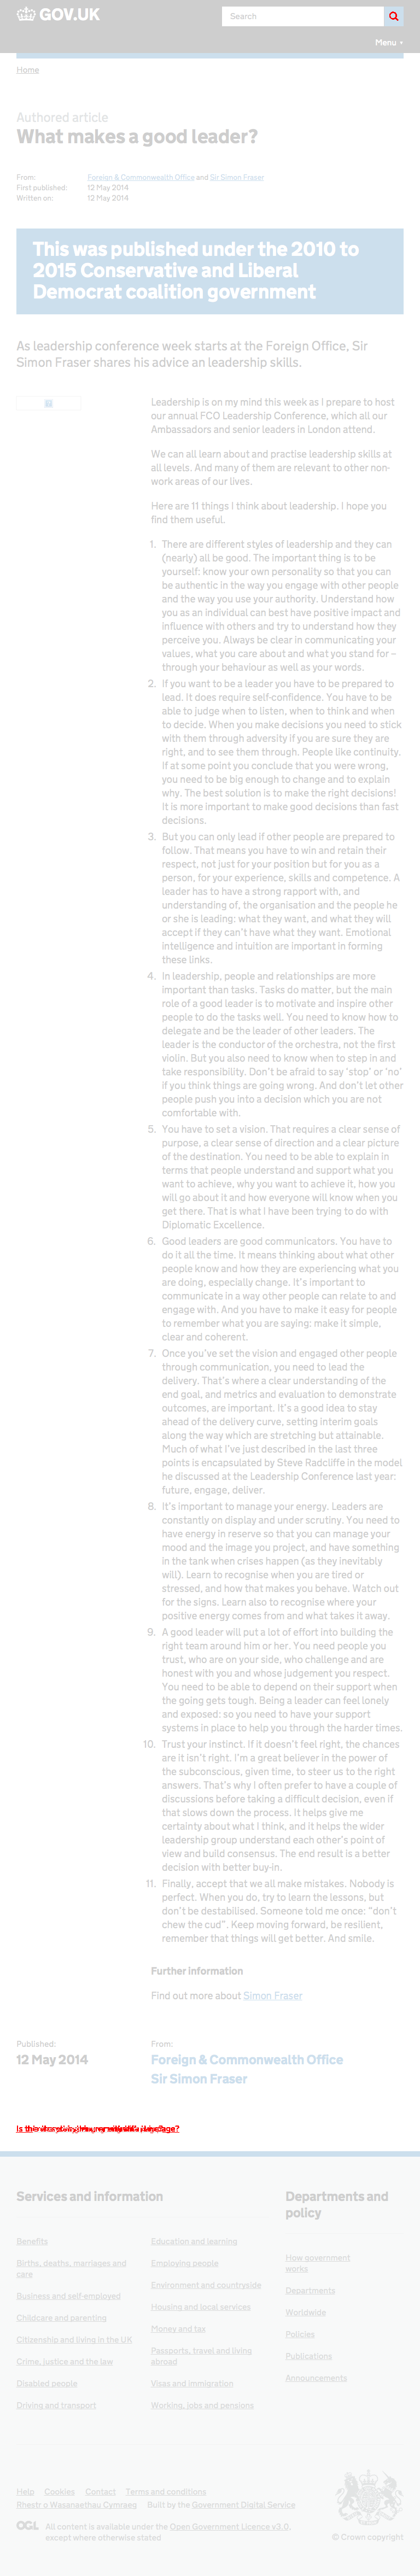 GOV.UK
Search
Menu
Home
Authored article
What makes a good leader?
From: Foreign & Commonwealth Office and Sir Simon Fraser
First published: 12 May 2014
Written on: 12 May 2014
This was published under the 2010 to
2015 Conservative and Liberal
Democrat coalition government
As leadership conference week starts at the Foreign Office, Sir
Simon Fraser shares his advice an leadership skills.
Leadership is on my mind this week as I prepare to host
our annual FCO Leadership Conference, which all our
Ambassadors and senior leaders in London attend.
We can all learn about and practise leadership skills at
all levels. And many of them are relevant to other non-
work areas of our lives.
Here are 11 things I think about leadership. I hope you
find them useful.
1. There are different styles of leadership and they can
(nearly) all be good. The important thing is to be
yourself: know your own personality so that you can
be authentic in the way you engage with other people
and the way you use your authority. Understand how
you as an individual can best have positive impact and
influence with others and try to understand how they
perceive you. Always be clear in communicating your
values, what you care about and what you stand for –
through your behaviour as well as your words.
2. If you want to be a leader you have to be prepared to
lead. It does require self-confidence. You have to be
able to judge when to listen, when to think and when
to decide. When you make decisions you need to stick
with them through adversity if you are sure they are
right, and to see them through. People like continuity.
If at some point you conclude that you were wrong,
you need to be big enough to change and to explain
why. The best solution is to make the right decisions!
It is more important to make good decisions than fast
decisions.
3. But you can only lead if other people are prepared to
follow. That means you have to win and retain their
respect, not just for your position but for you as a
person, for your experience, skills and competence. A
leader has to have a strong rapport with, and
understanding of, the organisation and the people he
or she is leading: what they want, and what they will
accept if they can't have what they want. Emotional
intelligence and intuition are important in forming
these links.
4. In leadership, people and relationships are more
important than tasks. Tasks do matter, but the main
role of a good leader is to motivate and inspire other
people to do the tasks well. You need to know how to
delegate and be the leader of other leaders. The
leader is the conductor of the orchestra, not the first
violin. But you also need to know when to step in and
take responsibility. Don't be afraid to say 'stop' or 'no'
if you think things are going wrong. And don't let other
people push you into a decision which you are not
comfortable with.
5. You have to set a vision. That requires a clear sense of
purpose, a clear sense of direction and a clear picture
of the destination. You need to be able to explain in
terms that people understand and support what you
want to achieve, why you want to achieve it, how you
will go about it and how everyone will know when you
get there. That is what I have been trying to do with
Diplomatic Excellence.
6. Good leaders are good communicators. You have to
do it all the time. It means thinking about what other
people know and how they are experiencing what you
are doing, especially change. It's important to
communicate in a way other people can relate to and
engage with. And you have to make it easy for people
to remember what you are saying: make it simple,
clear and coherent.
7. Once you've set the vision and engaged other people
through communication, you need to lead the
delivery. That's where a clear understanding of the
end goal, and metrics and evaluation to demonstrate
outcomes, are important. It's a good idea to stay
ahead of the delivery curve, setting interim goals
along the way which are stretching but attainable.
Much of what I've just described in the last three
points is encapsulated by Steve Radcliffe in the model
he discussed at the Leadership Conference last year:
future, engage, deliver.
8. It's important to manage your energy. Leaders are
constantly on display and under scrutiny. You need to
have energy in reserve so that you can manage your
mood and the image you project, and have something
in the tank when crises happen (as they inevitably
will). Learn to recognise when you are tired or
stressed, and how that makes you behave. Watch out
for the signs. Learn also to recognise where your
positive energy comes from and what takes it away.
9. A good leader will put a lot of effort into building the
right team around him or her. You need people you
trust, who are on your side, who challenge and are
honest with you and whose judgement you respect.
You need to be able to depend on their support when
the going gets tough. Being a leader can feel lonely
and exposed: so you need to have your support
systems in place to help you through the harder times.
10. Trust your instinct. If it doesn't feel right, the chances
are it isn't right. I'm a great believer in the power of
the subconscious, given time, to steer us to the right
answers. That's why I often prefer to have a couple of
discussions before taking a difficult decision, even if
that slows down the process. It helps give me
certainty about what I think, and it helps the wider
leadership group understand each other's point of
view and build consensus. The end result is a better
decision with better buy-in.
11. Finally, accept that we all make mistakes. Nobody is
perfect. When you do, try to learn the lessons, but
don't be destabilised. Someone told me once: "don't
chew the cud". Keep moving forward, be resilient,
remember that things will get better. And smile.
Further information
Find out more about Simon Fraser
Published: From:
12 May 2014 Foreign & Commonwealth Office
Sir Simon Fraser
Services and information
Departments and
policy
Benefits
Births, deaths, marriages and
care
Business and self-employed
Childcare and parenting
Citizenship and living in the UK
Crime, justice and the law
Disabled people
Driving and transport
Education and learning
Employing people
Environment and countryside
Housing and local services
Money and tax
Passports, travel and living
abroad
Visas and immigration
Working, jobs and pensions
How government
works
Departments
Worldwide
Policies
Publications
Announcements
Help Cookies Contact Terms and conditions
Rhestr o Wasanaethau Cymraeg Built by the Government Digital Service
OGL All content is available under the Open Government Licence v3.0,
except where otherwise stated
© Crown copyright